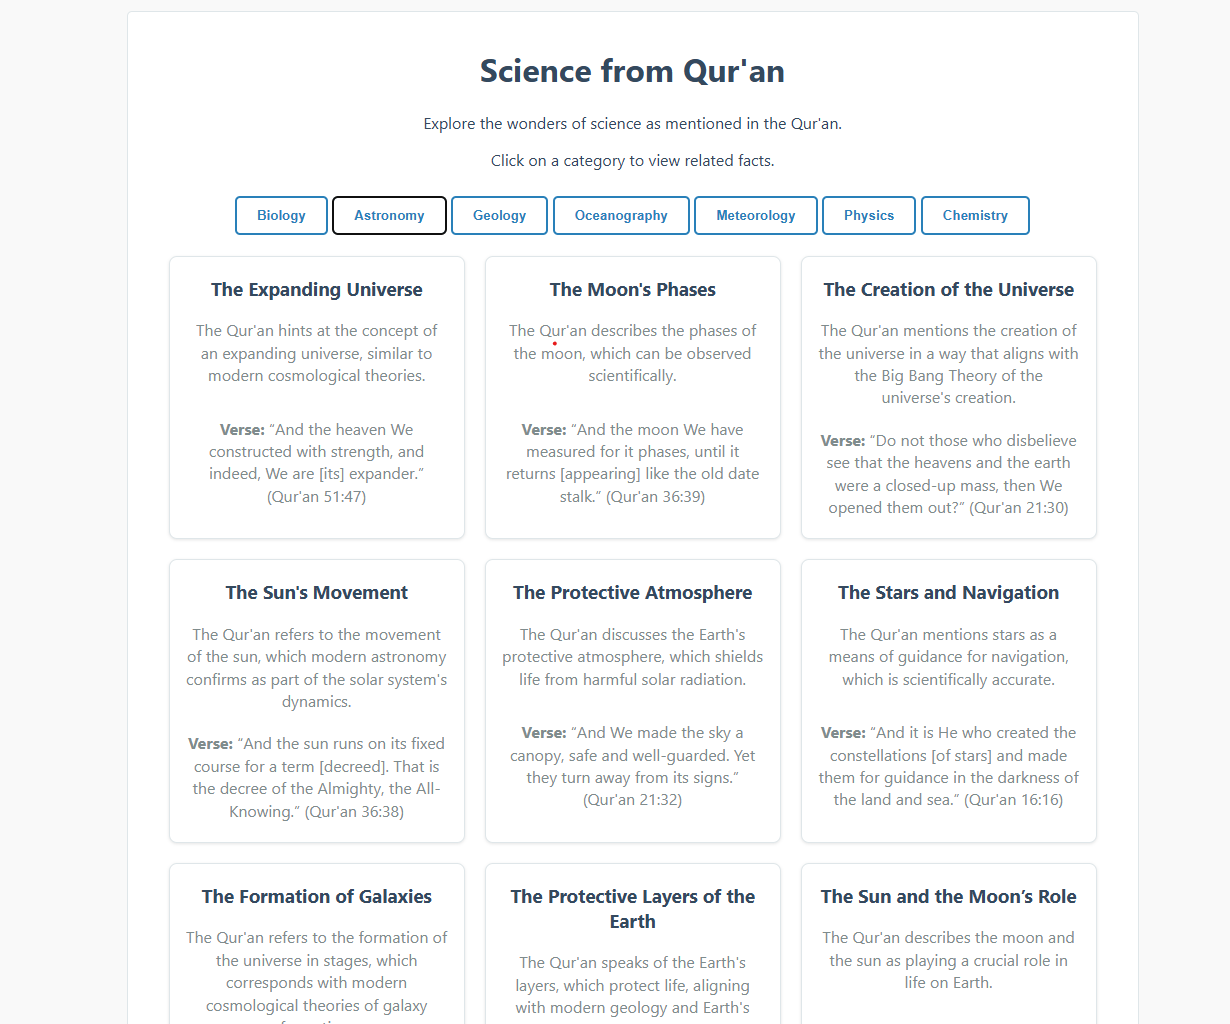 Science from Qur'an
Explore the wonders of science as mentioned in the Qur'an.
Click on a category to view related facts.
Biology
Astronomy
Geology
Oceanography
Meteorology
Physics
Chemistry
The Expanding Universe
The Qur'an hints at the concept of
an expanding universe, similar to
modern cosmological theories.
Verse: “And the heaven We
constructed with strength, and
indeed, We are [its] expander.”
(Qur'an 51:47)
The Moon's Phases
The Qur'an describes the phases of
the moon, which can be observed
scientifically.
Verse: “And the moon We have
measured for it phases, until it
returns [appearing] like the old date
stalk.” (Qur'an 36:39)
The Creation of the Universe
The Qur'an mentions the creation of
the universe in a way that aligns with
the Big Bang Theory of the
universe's creation.
Verse: “Do not those who disbelieve
see that the heavens and the earth
were a closed-up mass, then We
opened them out?” (Qur'an 21:30)
The Sun's Movement
The Qur'an refers to the movement
of the sun, which modern astronomy
confirms as part of the solar system's
dynamics.
Verse: “And the sun runs on its fixed
course for a term [decreed]. That is
the decree of the Almighty, the All-
Knowing.” (Qur'an 36:38)
The Protective Atmosphere
The Qur'an discusses the Earth's
protective atmosphere, which shields
life from harmful solar radiation.
Verse: “And We made the sky a
canopy, safe and well-guarded. Yet
they turn away from its signs.”
(Qur'an 21:32)
The Stars and Navigation
The Qur'an mentions stars as a
means of guidance for navigation,
which is scientifically accurate.
Verse: “And it is He who created the
constellations [of stars] and made
them for guidance in the darkness of
the land and sea.” (Qur'an 16:16)
The Formation of Galaxies
The Qur'an refers to the formation of
the universe in stages, which
corresponds with modern
cosmological theories of galaxy
The Protective Layers of the
Earth
The Qur'an speaks of the Earth's
layers, which protect life, aligning
with modern geology and Earth's
The Sun and the Moon’s Role
The Qur'an describes the moon and
the sun as playing a crucial role in
life on Earth.